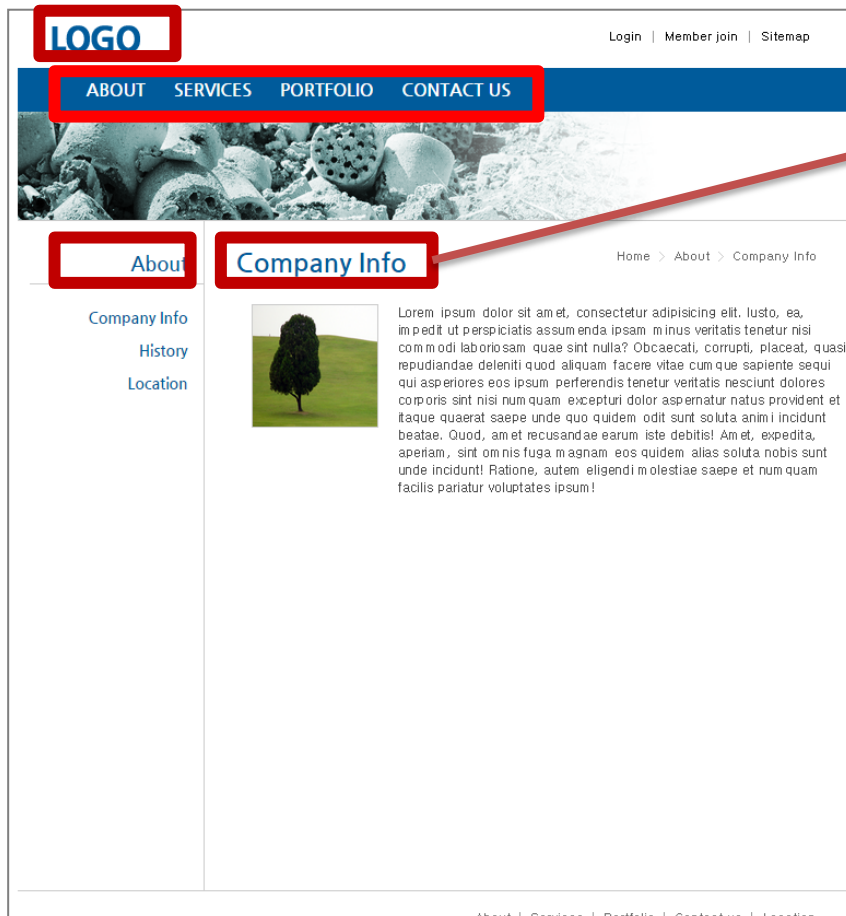 LOGO
Login | Member join | Sitemap
ABOUT SERVICES PORTFOLIO CONTACT US
About
Company Info
History
Location
Company Info
Home > About > Company Info
Lorem ipsum dolor sit amet, consectetur adipisicing elit. Iusto, ea,
impedit ut perspiciatis assumenda ipsam minus veritatis tenetur nisi
commodi laboriosam quae sint nulla? Obcaecati, corrupti, placeat, quasi
repudiandae deleniti quod aliquam facere vitae cumque sapiente sequi
qui asperiores eos ipsum perferendis tenetur veritatis nesciunt dolores
corporis sint nisi numquam excepturi dolor aspernatur natus provident et
itaque quaerat saepe unde quo quidem odit sunt soluta animi incidunt
beatae. Quod, amet recusandae earum iste debitis! Amet, expedita,
aperiam, sint omnis fuga magnam eos quidem alias soluta nobis sunt
unde incidunt! Ratione, autem eligendi molestiae saepe et numquam
facilis pariatur voluptates ipsum!
About | Services | Portfolio | Contact us | Location